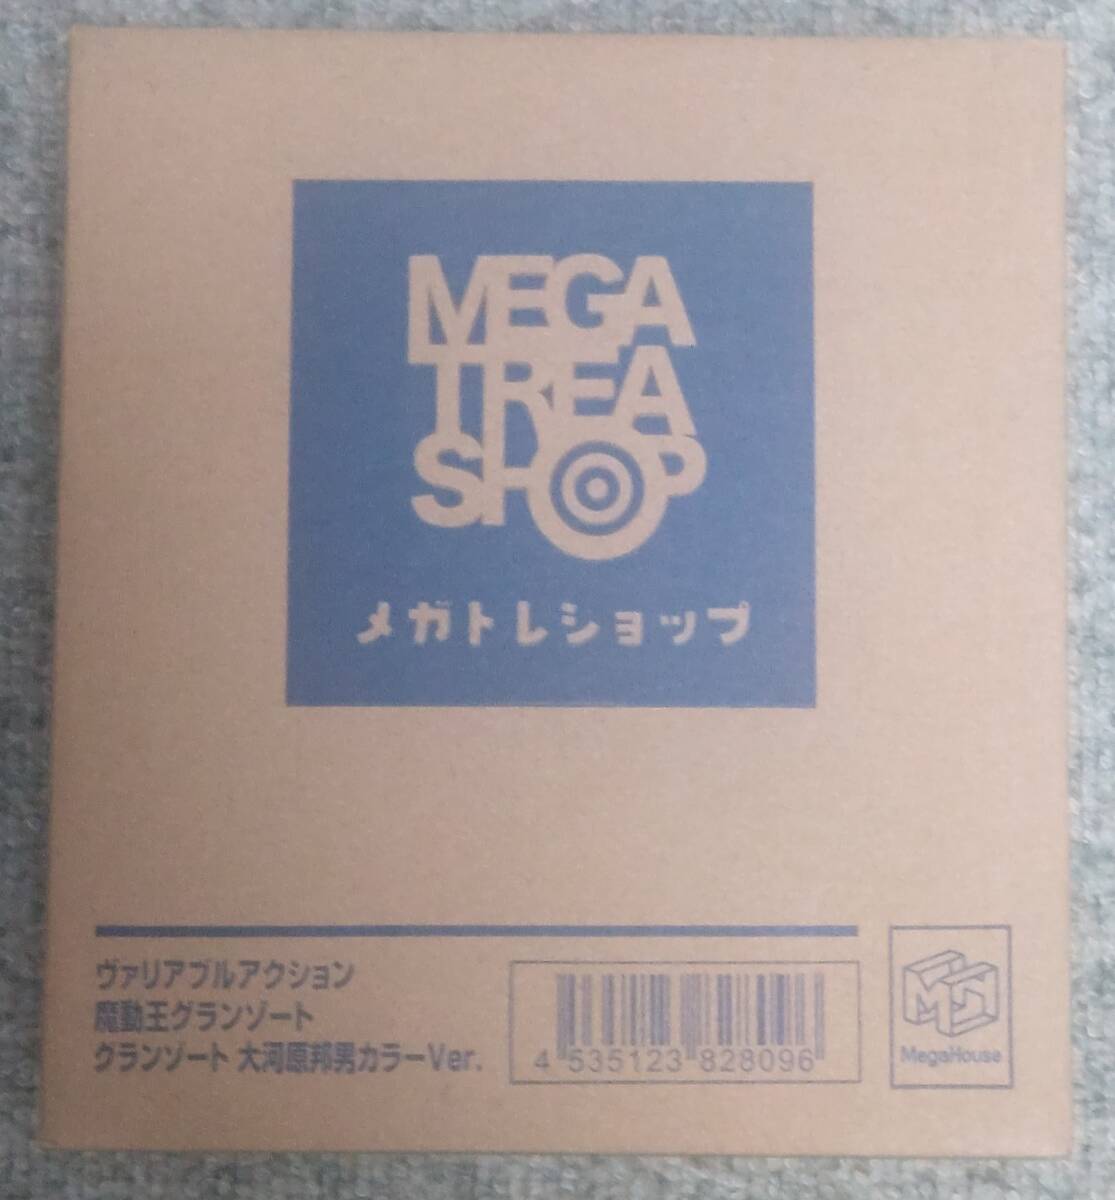 MEGA
TREA
SHOP
メガトレショップ
ヴァリアブルアクション
魔動王グランゾート
グランゾート 大河原邦男カラーVer.
4 535123 828096
MegaHouse